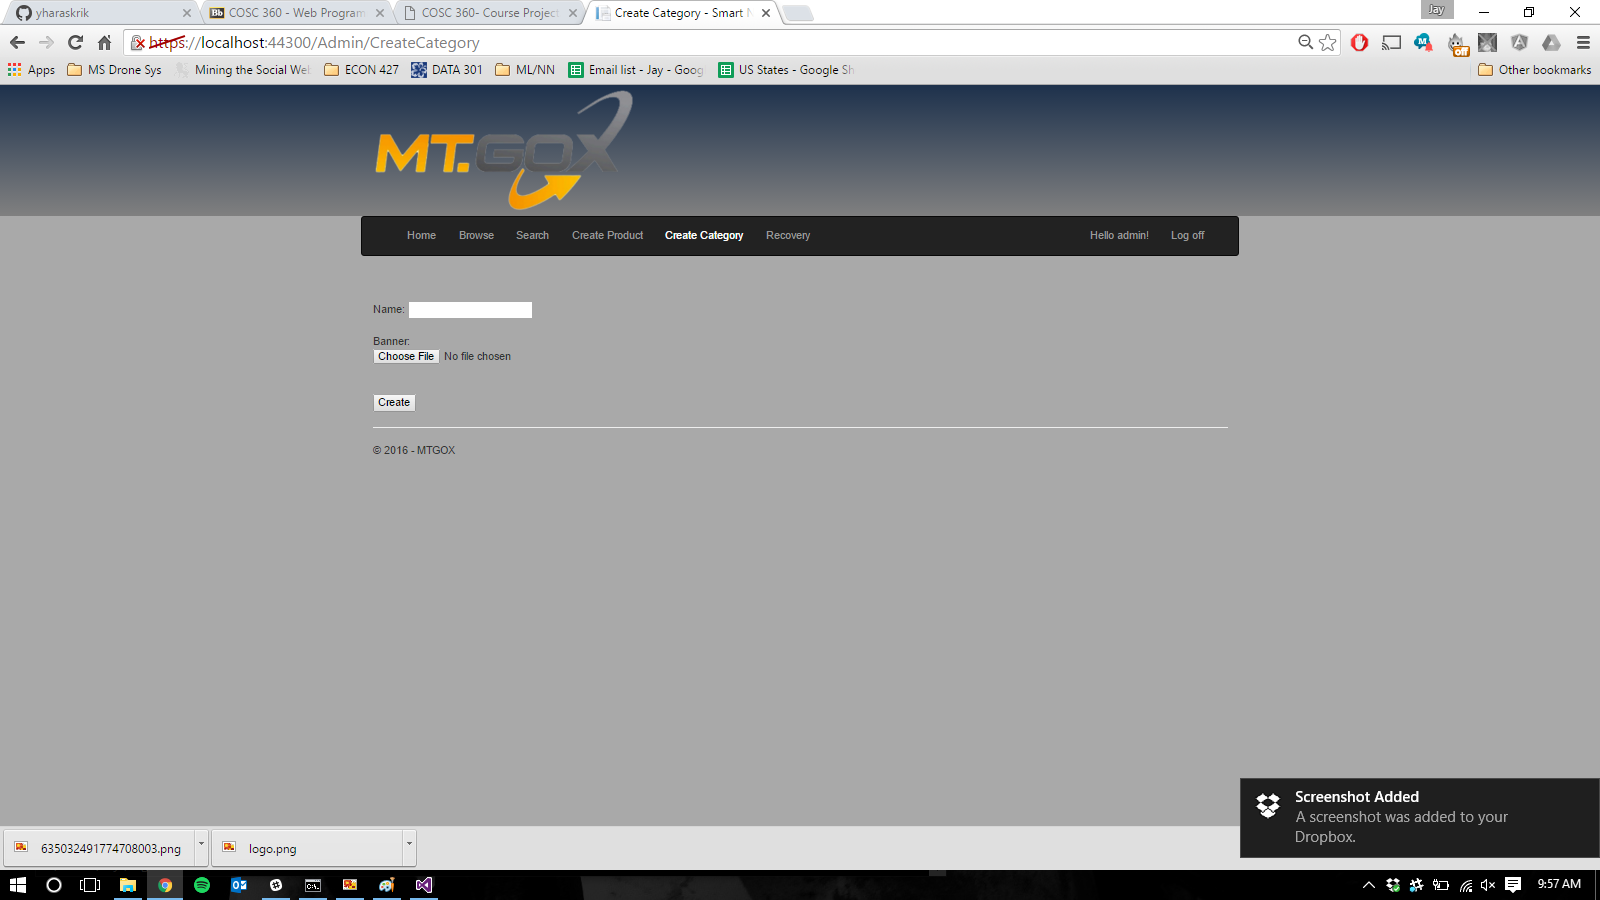 yharaskrik
COSC 360 - Web Program
COSC 360- Course Project
Create Category - Smart N
Jay
https://localhost:44300/Admin/CreateCategory
Apps
MS Drone Sys
Mining the Social Web
ECON 427
DATA 301
ML/NN
Email list - Jay - Goog
US States - Google Sh
Other bookmarks
MT.GOX
Home
Browse
Search
Create Product
Create Category
Recovery
Hello admin!
Log off
Name:
Banner:
Choose File No file chosen
Create
© 2016 - MTGOX
Screenshot Added
A screenshot was added to your
Dropbox.
635032491774708003.png
logo.png
9:57 AM